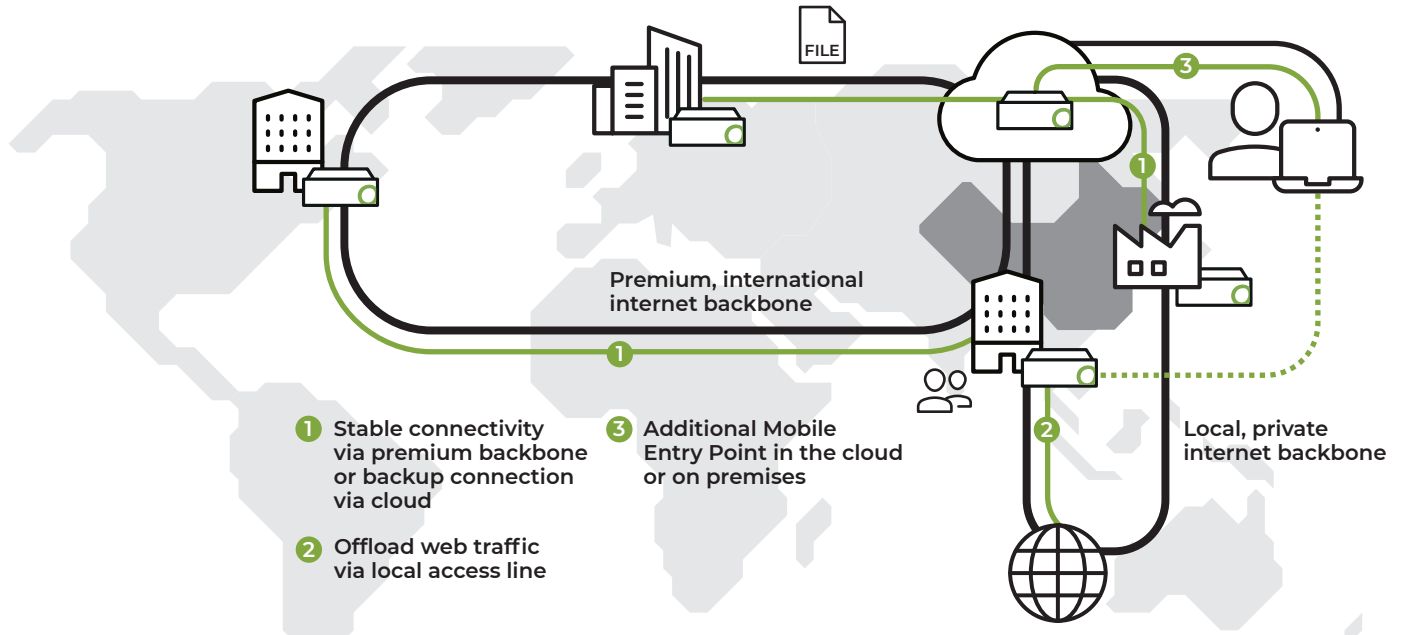 FILE
3
1
Premium, international
internet backbone
1
2
Local, private
internet backbone
1 Stable connectivity
via premium backbone
or backup connection
via cloud
2 Offload web traffic
via local access line
3 Additional Mobile
Entry Point in the cloud
or on premises